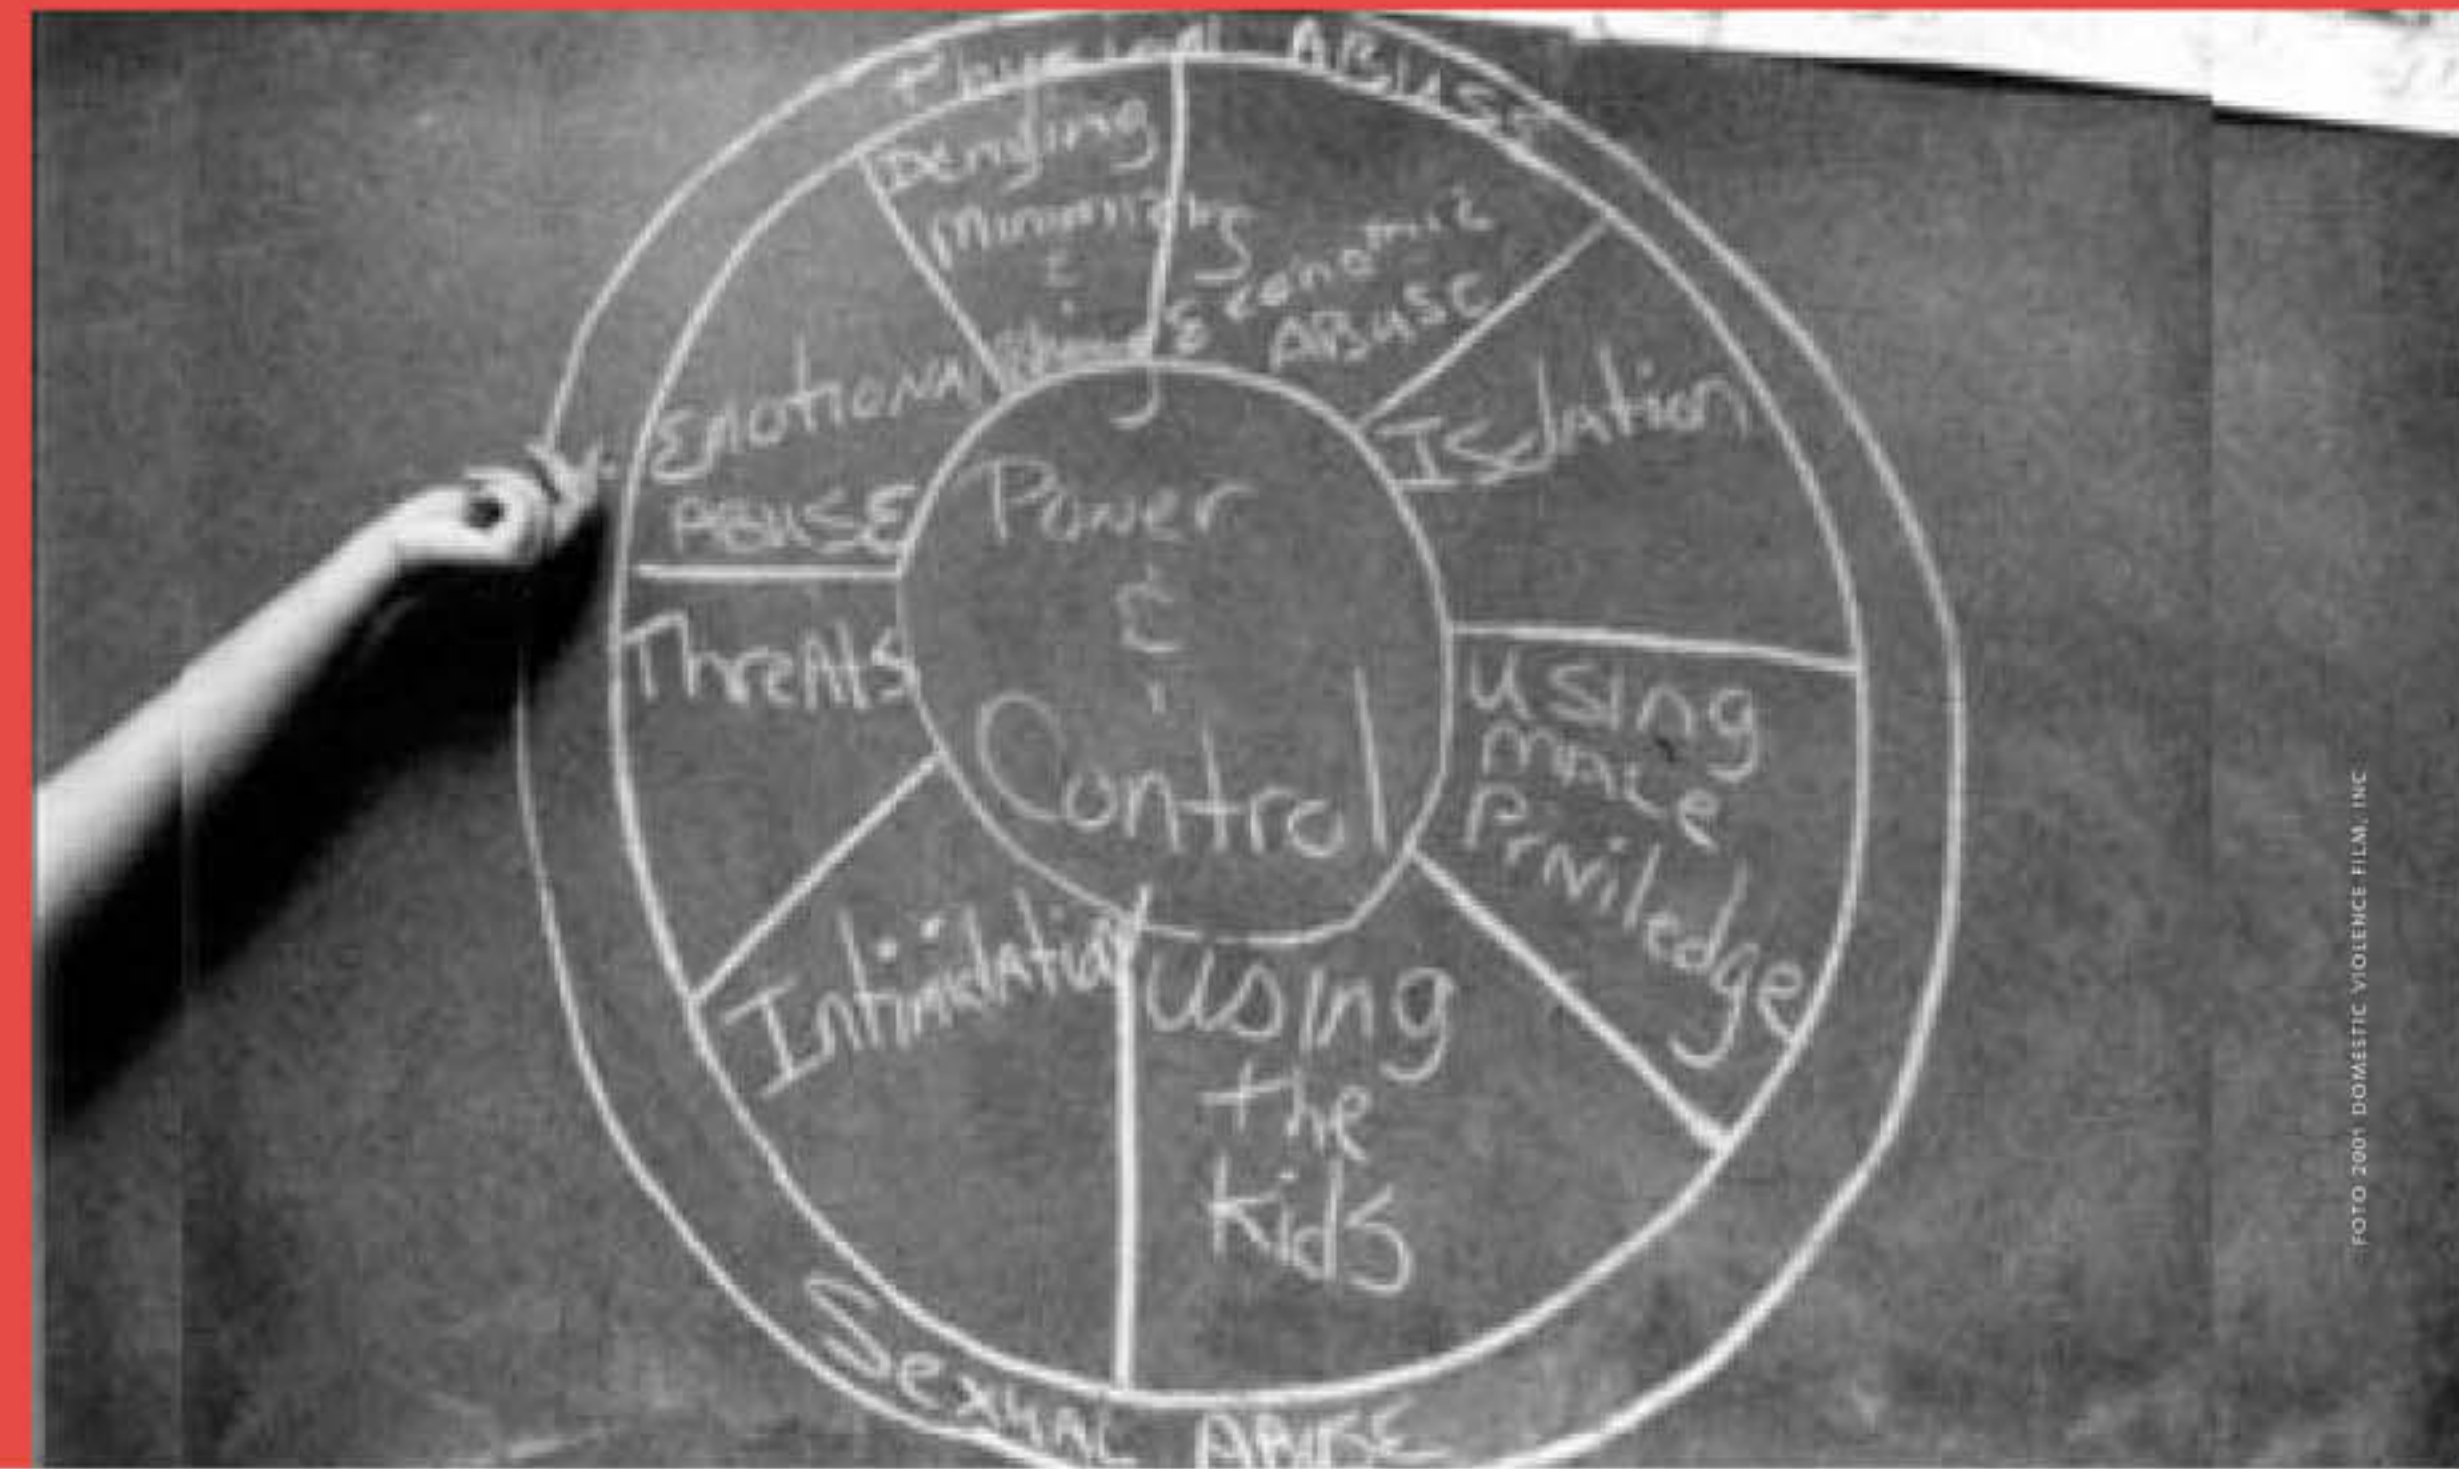 Physical ABUSE
Denying
Minimizing
&
Economic
ABUSE
Isolation
Emotional
ABUSE
Power
&
Control
Threats
using
male
Priviledge
Intimidation
using
the
kids
Sexual ABUSE
FOTO 2001 DOMESTIC VIOLENCE FILM, INC